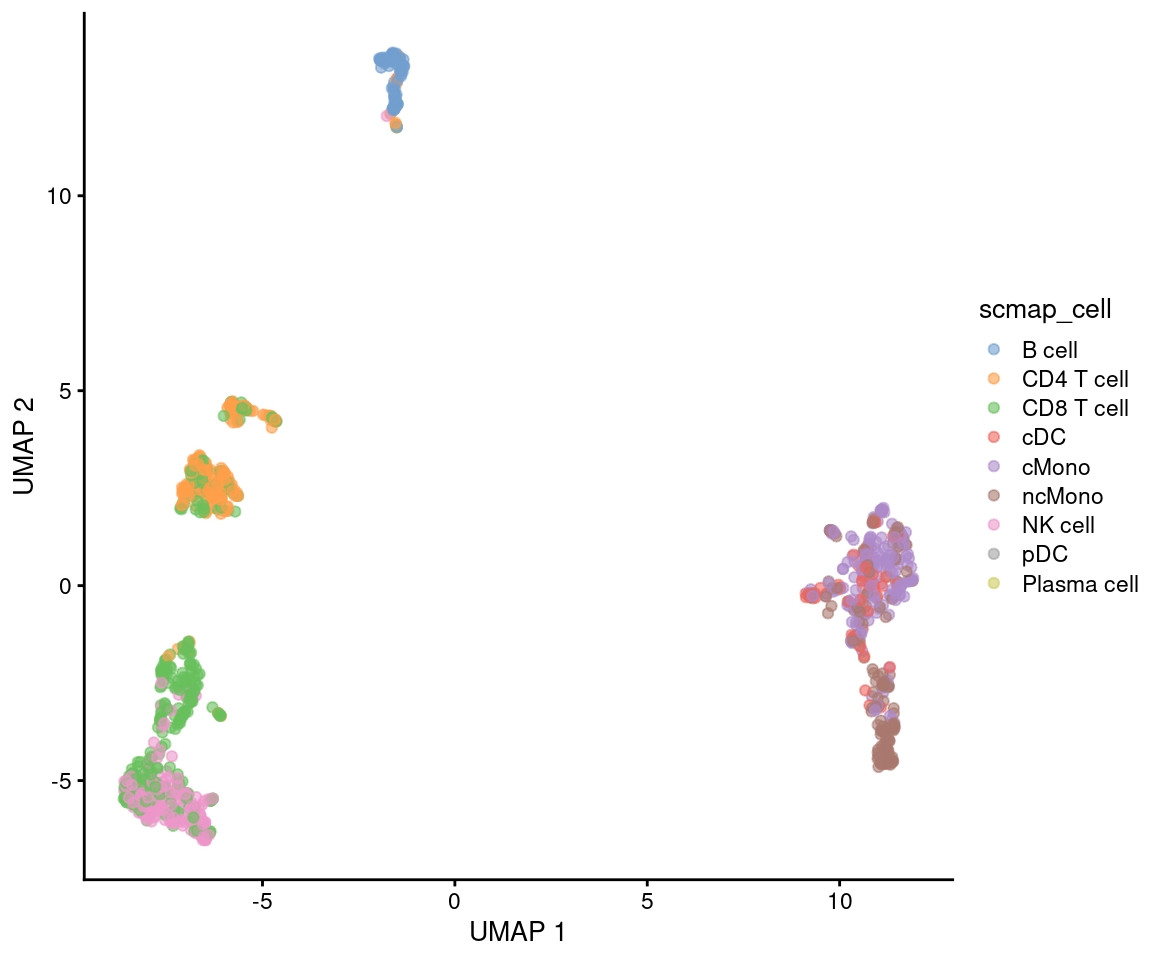 10
5
0
-5
UMAP 2
-5
0
5
10
UMAP 1
scmap_cell
B cell
CD4 T cell
CD8 T cell
cDC
cMono
ncMono
NK cell
pDC
Plasma cell